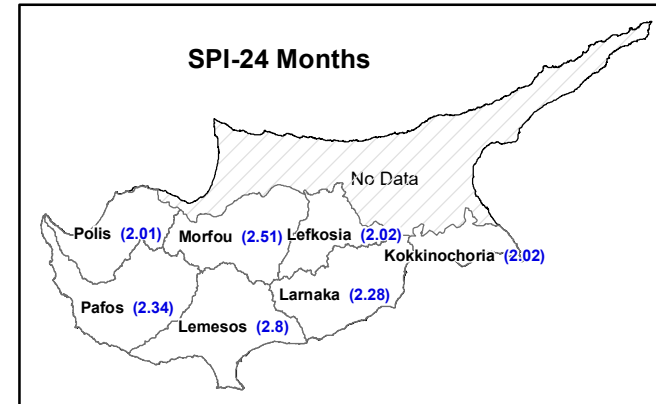 SPI-24 Months
No Data
Polis (2.01)
Morfou (2.51)
Lefkosia (2.02)
Kokkinochoria (2.02)
Pafos (2.34)
Larnaka (2.28)
Lemesos (2.8)